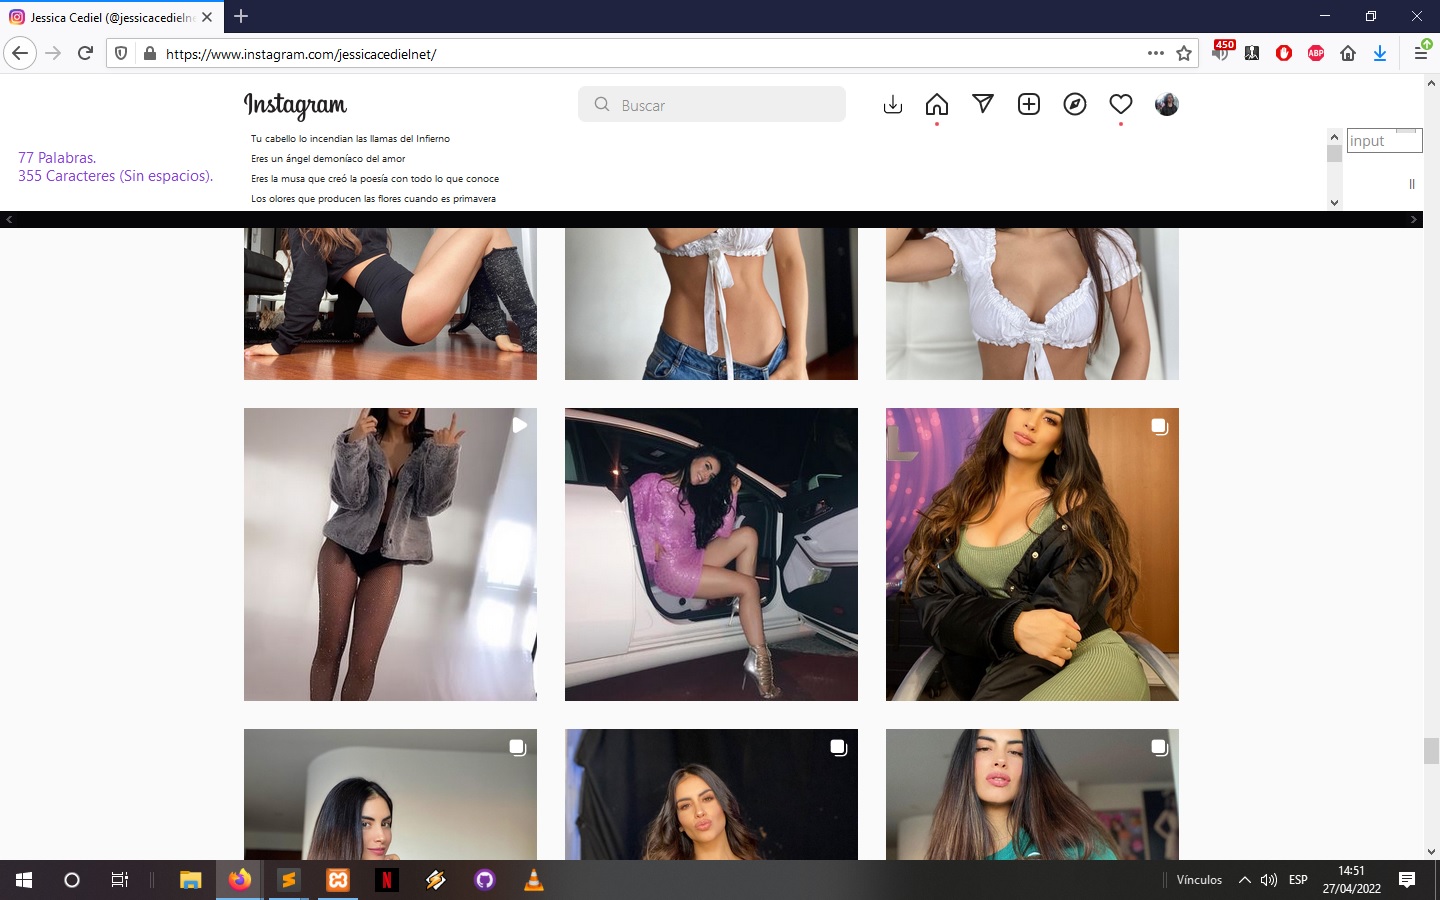 Jessica Cediel (@jessicacedieln
https://www.instagram.com/jessicacedielnet/
450
ABP
Instagram
Buscar
Tu cabello lo incendian las llamas del Infierno
Eres un ángel demoníaco del amor
Eres la musa que creó la poesía con todo lo que conoce
Los olores que producen las flores cuando es primavera
77 Palabras.
355 Caracteres (Sin espacios).
input
L
N
Vínculos
ESP
14:51
27/04/2022